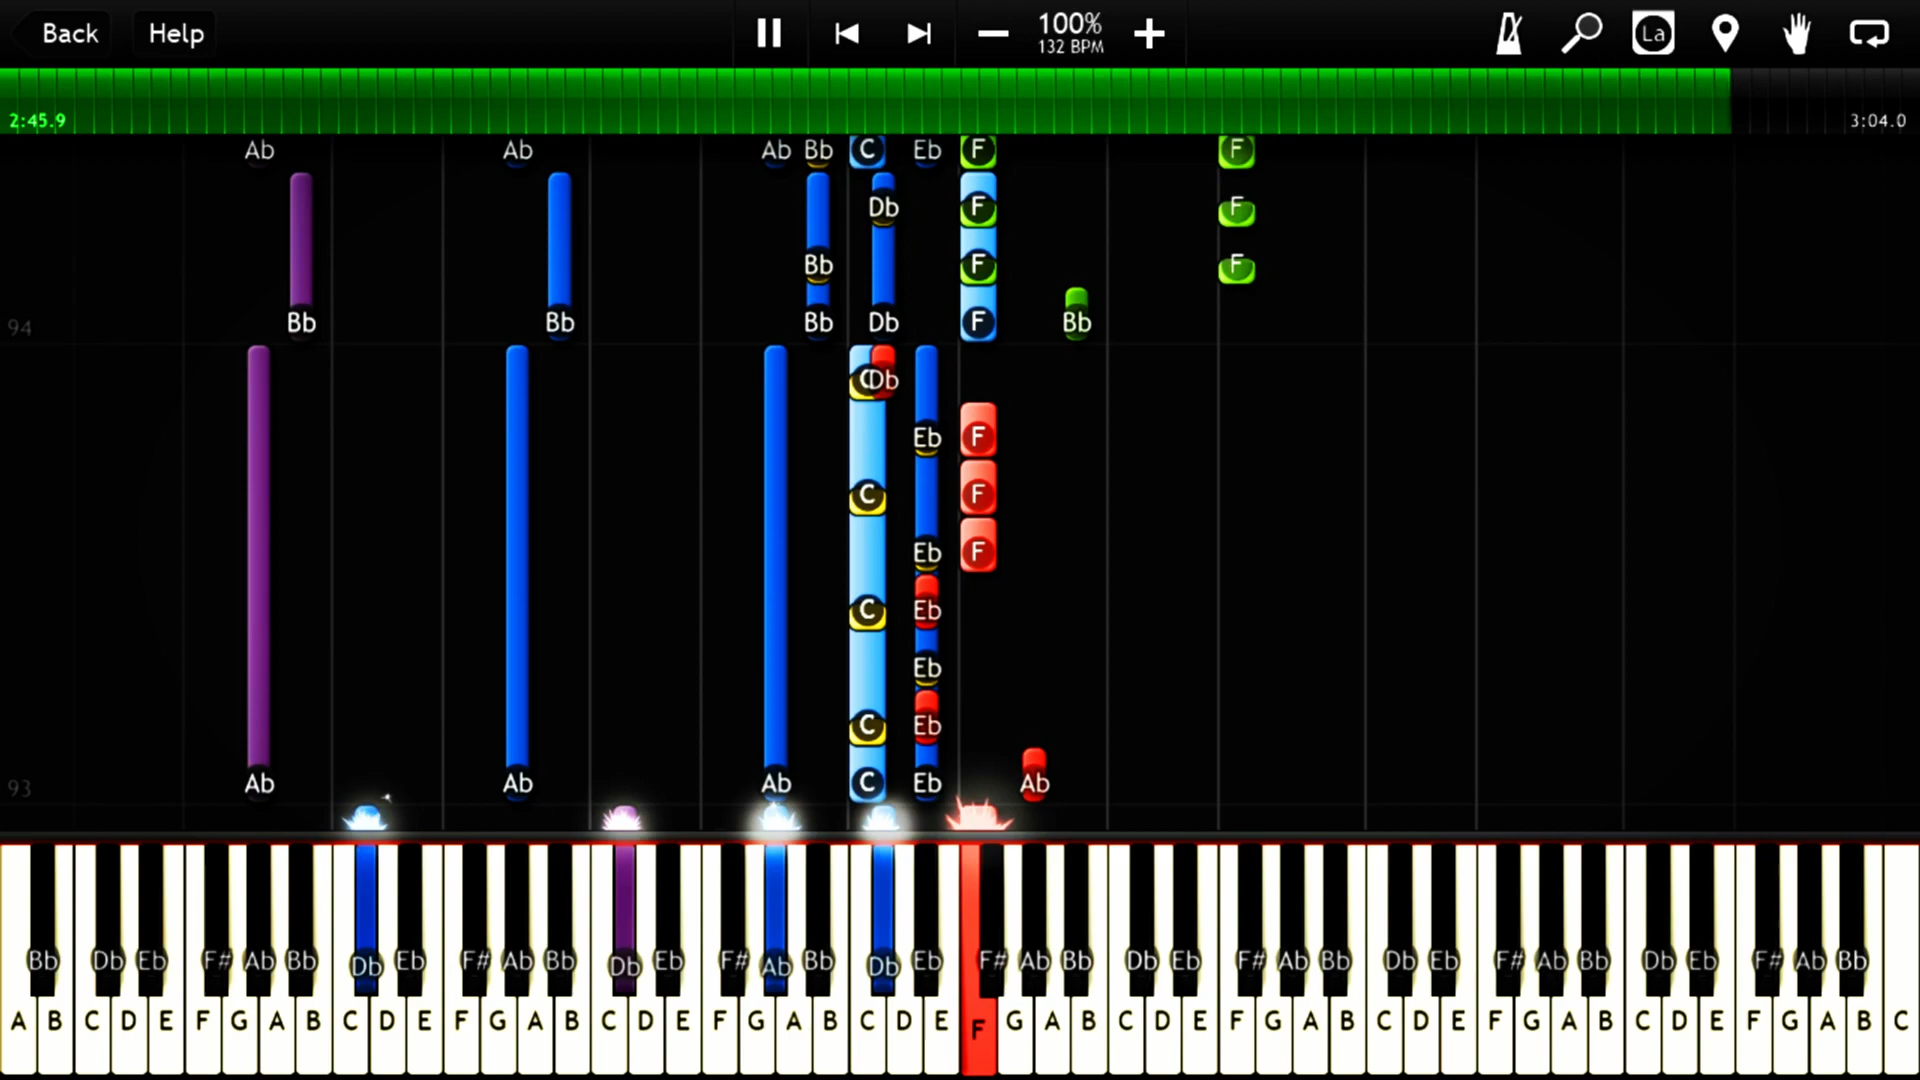 Back Help 100% La
132 BPM
2:45.9 3:04.0
Ab Ab Ab Bb C Eb F F
Db F F
Bb F F
94 Bb Bb Bb Db F Bb
C Db
Eb F
C F
Eb F
C Eb
Eb
C Eb
93 Ab Ab Ab C Eb Ab
Bb Db Eb F# Ab Bb Db Eb F# Ab Bb Db Eb F# Ab Bb Db Eb F# Ab Bb Db Eb F# Ab Bb Db Eb F# Ab Bb Db Eb F# Ab Bb
A B C D E F G A B C D E F G A B C D E F G A B C D E F G A B C D E F G A B C D E F G A B C D E F G A B C